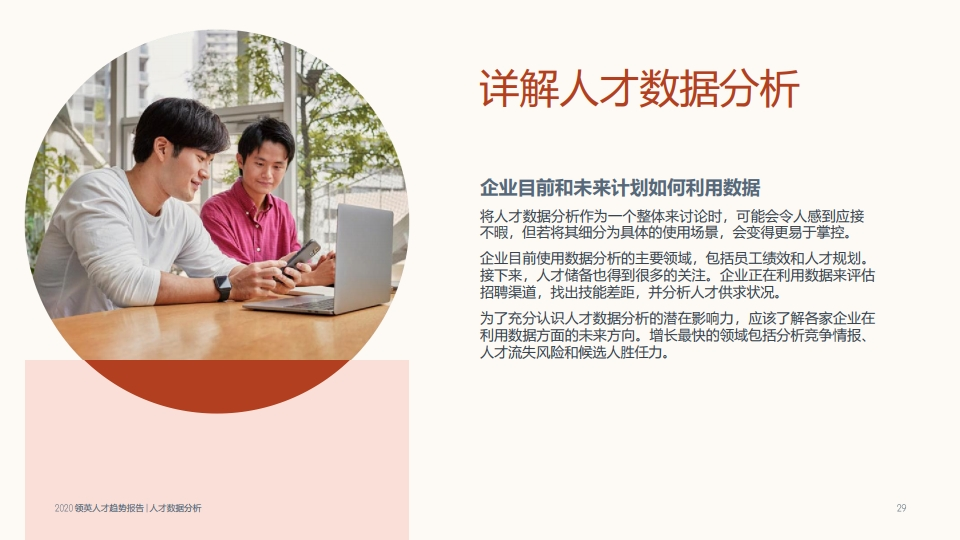 详解人才数据分析
企业目前和未来计划如何利用数据
将人才数据分析作为一个整体来讨论时，可能会令人感到应接
不暇，但若将其细分为具体的使用场景，会变得更易于掌控。
企业目前使用数据分析的主要领域，包括员工绩效和人才规划。
接下来，人才储备也得到很多的关注。企业正在利用数据来评估
招聘渠道，找出技能差距，并分析人才供求状况。
为了充分认识人才数据分析的潜在影响力，应该了解各家企业在
利用数据方面的未来方向。增长最快的领域包括分析竞争情报、
人才流失风险和候选人胜任力。
2020 领英人才趋势报告 | 人才数据分析
29